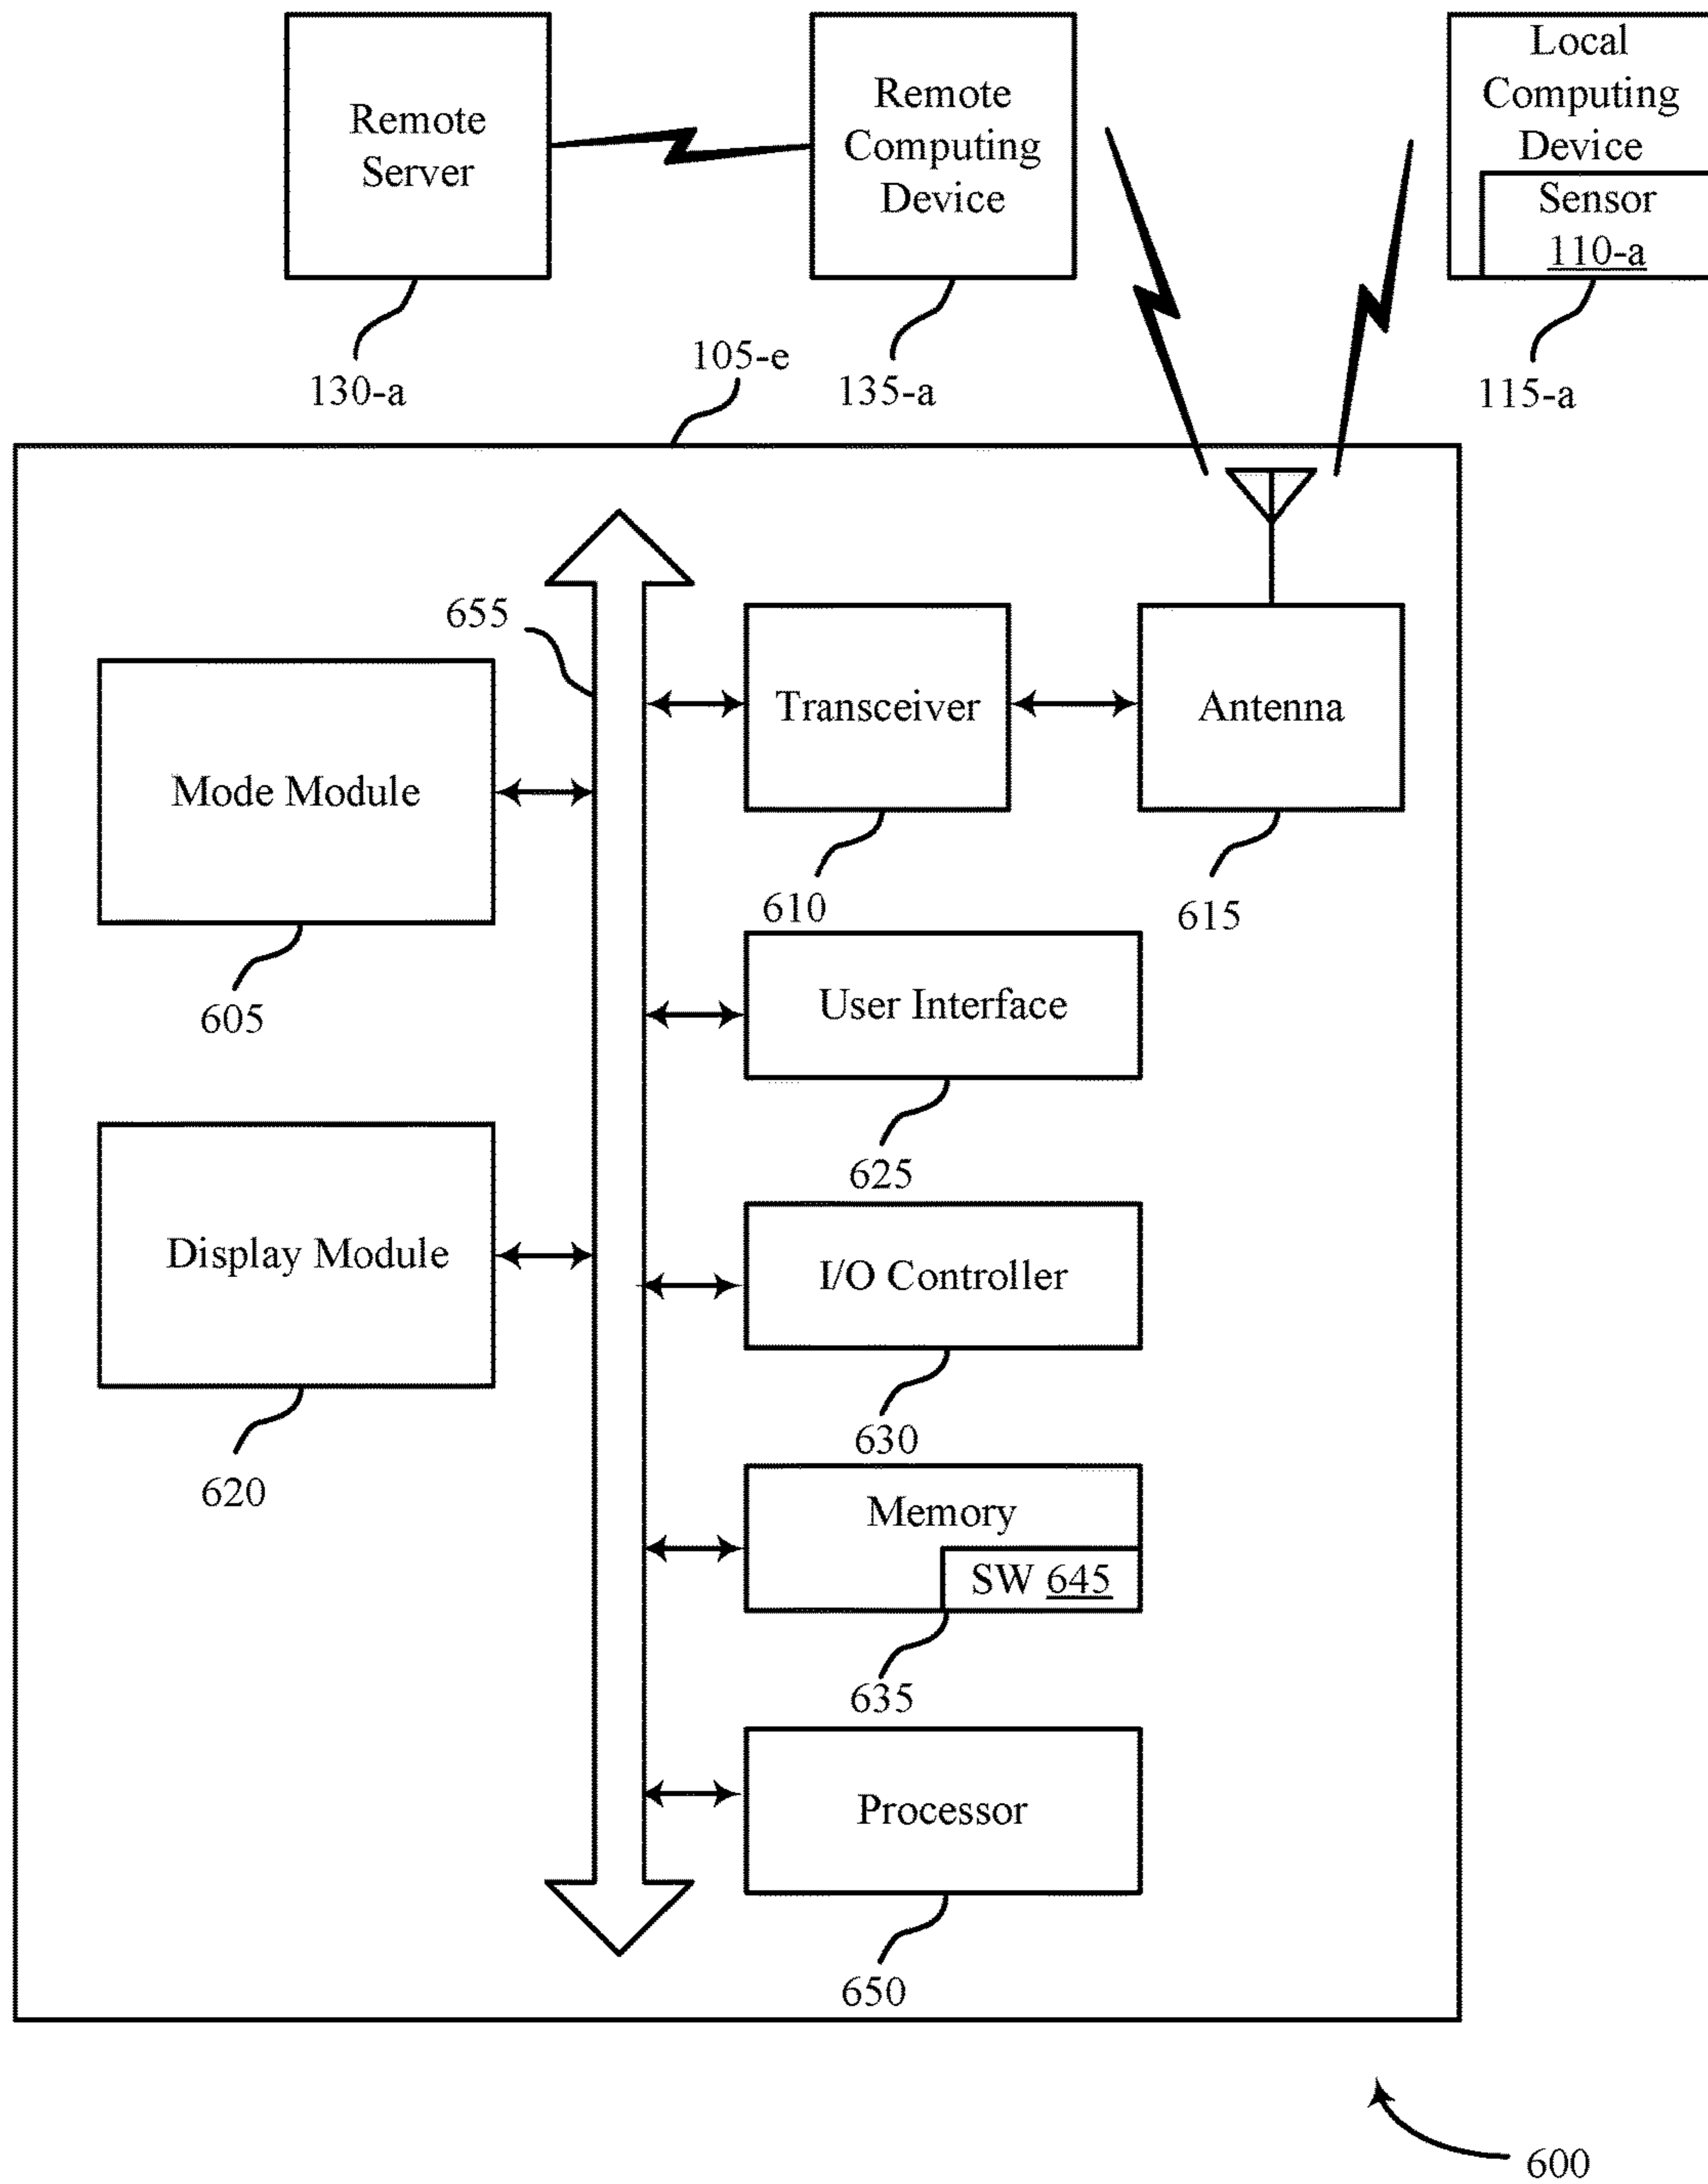 Remote
Server
130-a
Remote
Computing
Device
135-a
Local
Computing
Device
Sensor
110-a
115-a
105-e
655
Mode Module
605
Transceiver
610
Antenna
615
User Interface
625
Display Module
620
I/O Controller
630
Memory
SW 645
635
Processor
650
600